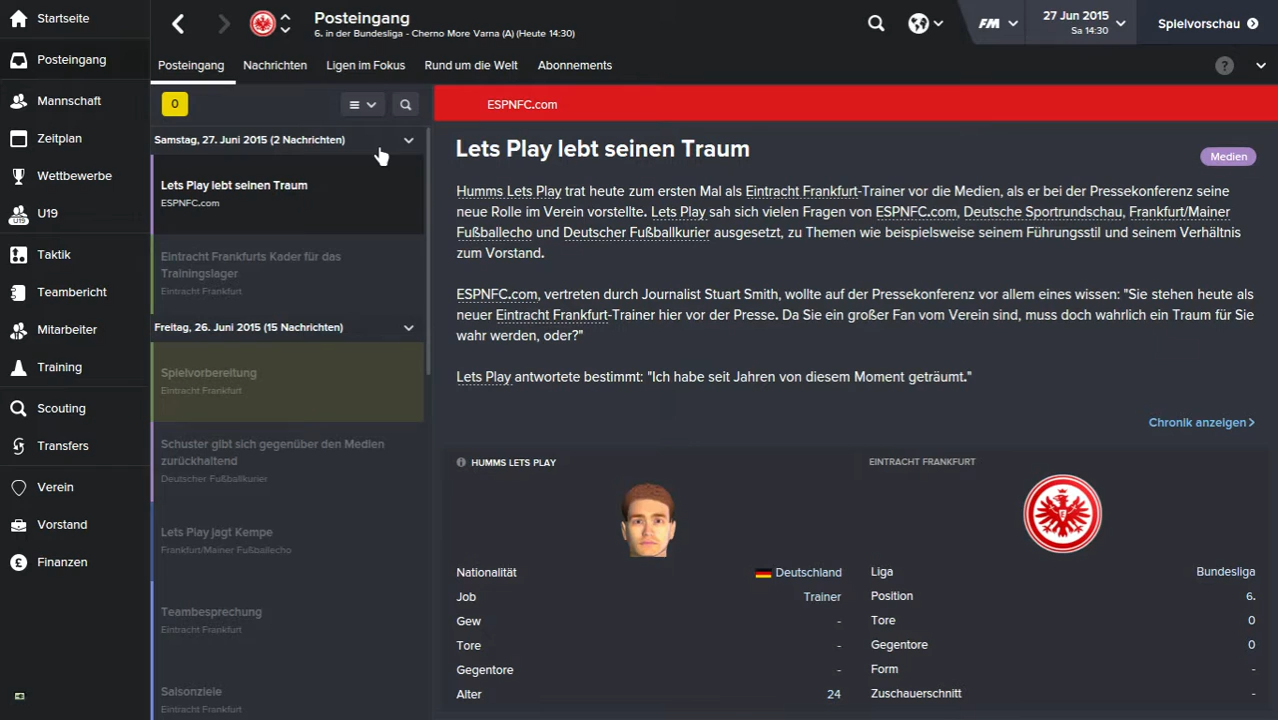 Startseite
Posteingang
Mannschaft
Zeitplan
Wettbewerbe
U19
U19
Taktik
Teambericht
Mitarbeiter
Training
Scouting
Transfers
Verein
Vorstand
Finanzen
Posteingang
6. in der Bundesliga - Cherno More Varna (A) (Heute 14:30)
FM
27 Jun 2015
Sa 14:30
Spielvorschau
Posteingang Nachrichten Ligen im Fokus Rund um die Welt Abonnements
?
0
Samstag, 27. Juni 2015 (2 Nachrichten)
Lets Play lebt seinen Traum
ESPNFC.com
Eintracht Frankfurts Kader für das
Trainingslager
Eintracht Frankfurt
Freitag, 26. Juni 2015 (15 Nachrichten)
Spielvorbereitung
Eintracht Frankfurt
Schuster gibt sich gegenüber den Medien
zurückhaltend
Deutscher Fußballkurier
Lets Play jagt Kempe
Frankfurt/Mainer Fußballecho
Teambesprechung
Eintracht Frankfurt
Saisonziele
Eintracht Frankfurt
ESPNFC.com
Lets Play lebt seinen Traum
Medien
Humms Lets Play trat heute zum ersten Mal als Eintracht Frankfurt-Trainer vor die Medien, als er bei der Pressekonferenz seine
neue Rolle im Verein vorstellte. Lets Play sah sich vielen Fragen von ESPNFC.com, Deutsche Sportrundschau, Frankfurt/Mainer
Fußballecho und Deutscher Fußballkurier ausgesetzt, zu Themen wie beispielsweise seinem Führungsstil und seinem Verhältnis
zum Vorstand.
ESPNFC.com, vertreten durch Journalist Stuart Smith, wollte auf der Pressekonferenz vor allem eines wissen: "Sie stehen heute als
neuer Eintracht Frankfurt-Trainer hier vor der Presse. Da Sie ein großer Fan vom Verein sind, muss doch wahrlich ein Traum für Sie
wahr werden, oder?"
Lets Play antwortete bestimmt: "Ich habe seit Jahren von diesem Moment geträumt."
Chronik anzeigen
HUMMS LETS PLAY
Nationalität Deutschland
Job Trainer
Gew -
Tore -
Gegentore -
Alter 24
EINTRACHT FRANKFURT
Liga Bundesliga
Position 6.
Tore 0
Gegentore 0
Form -
Zuschauerschnitt -